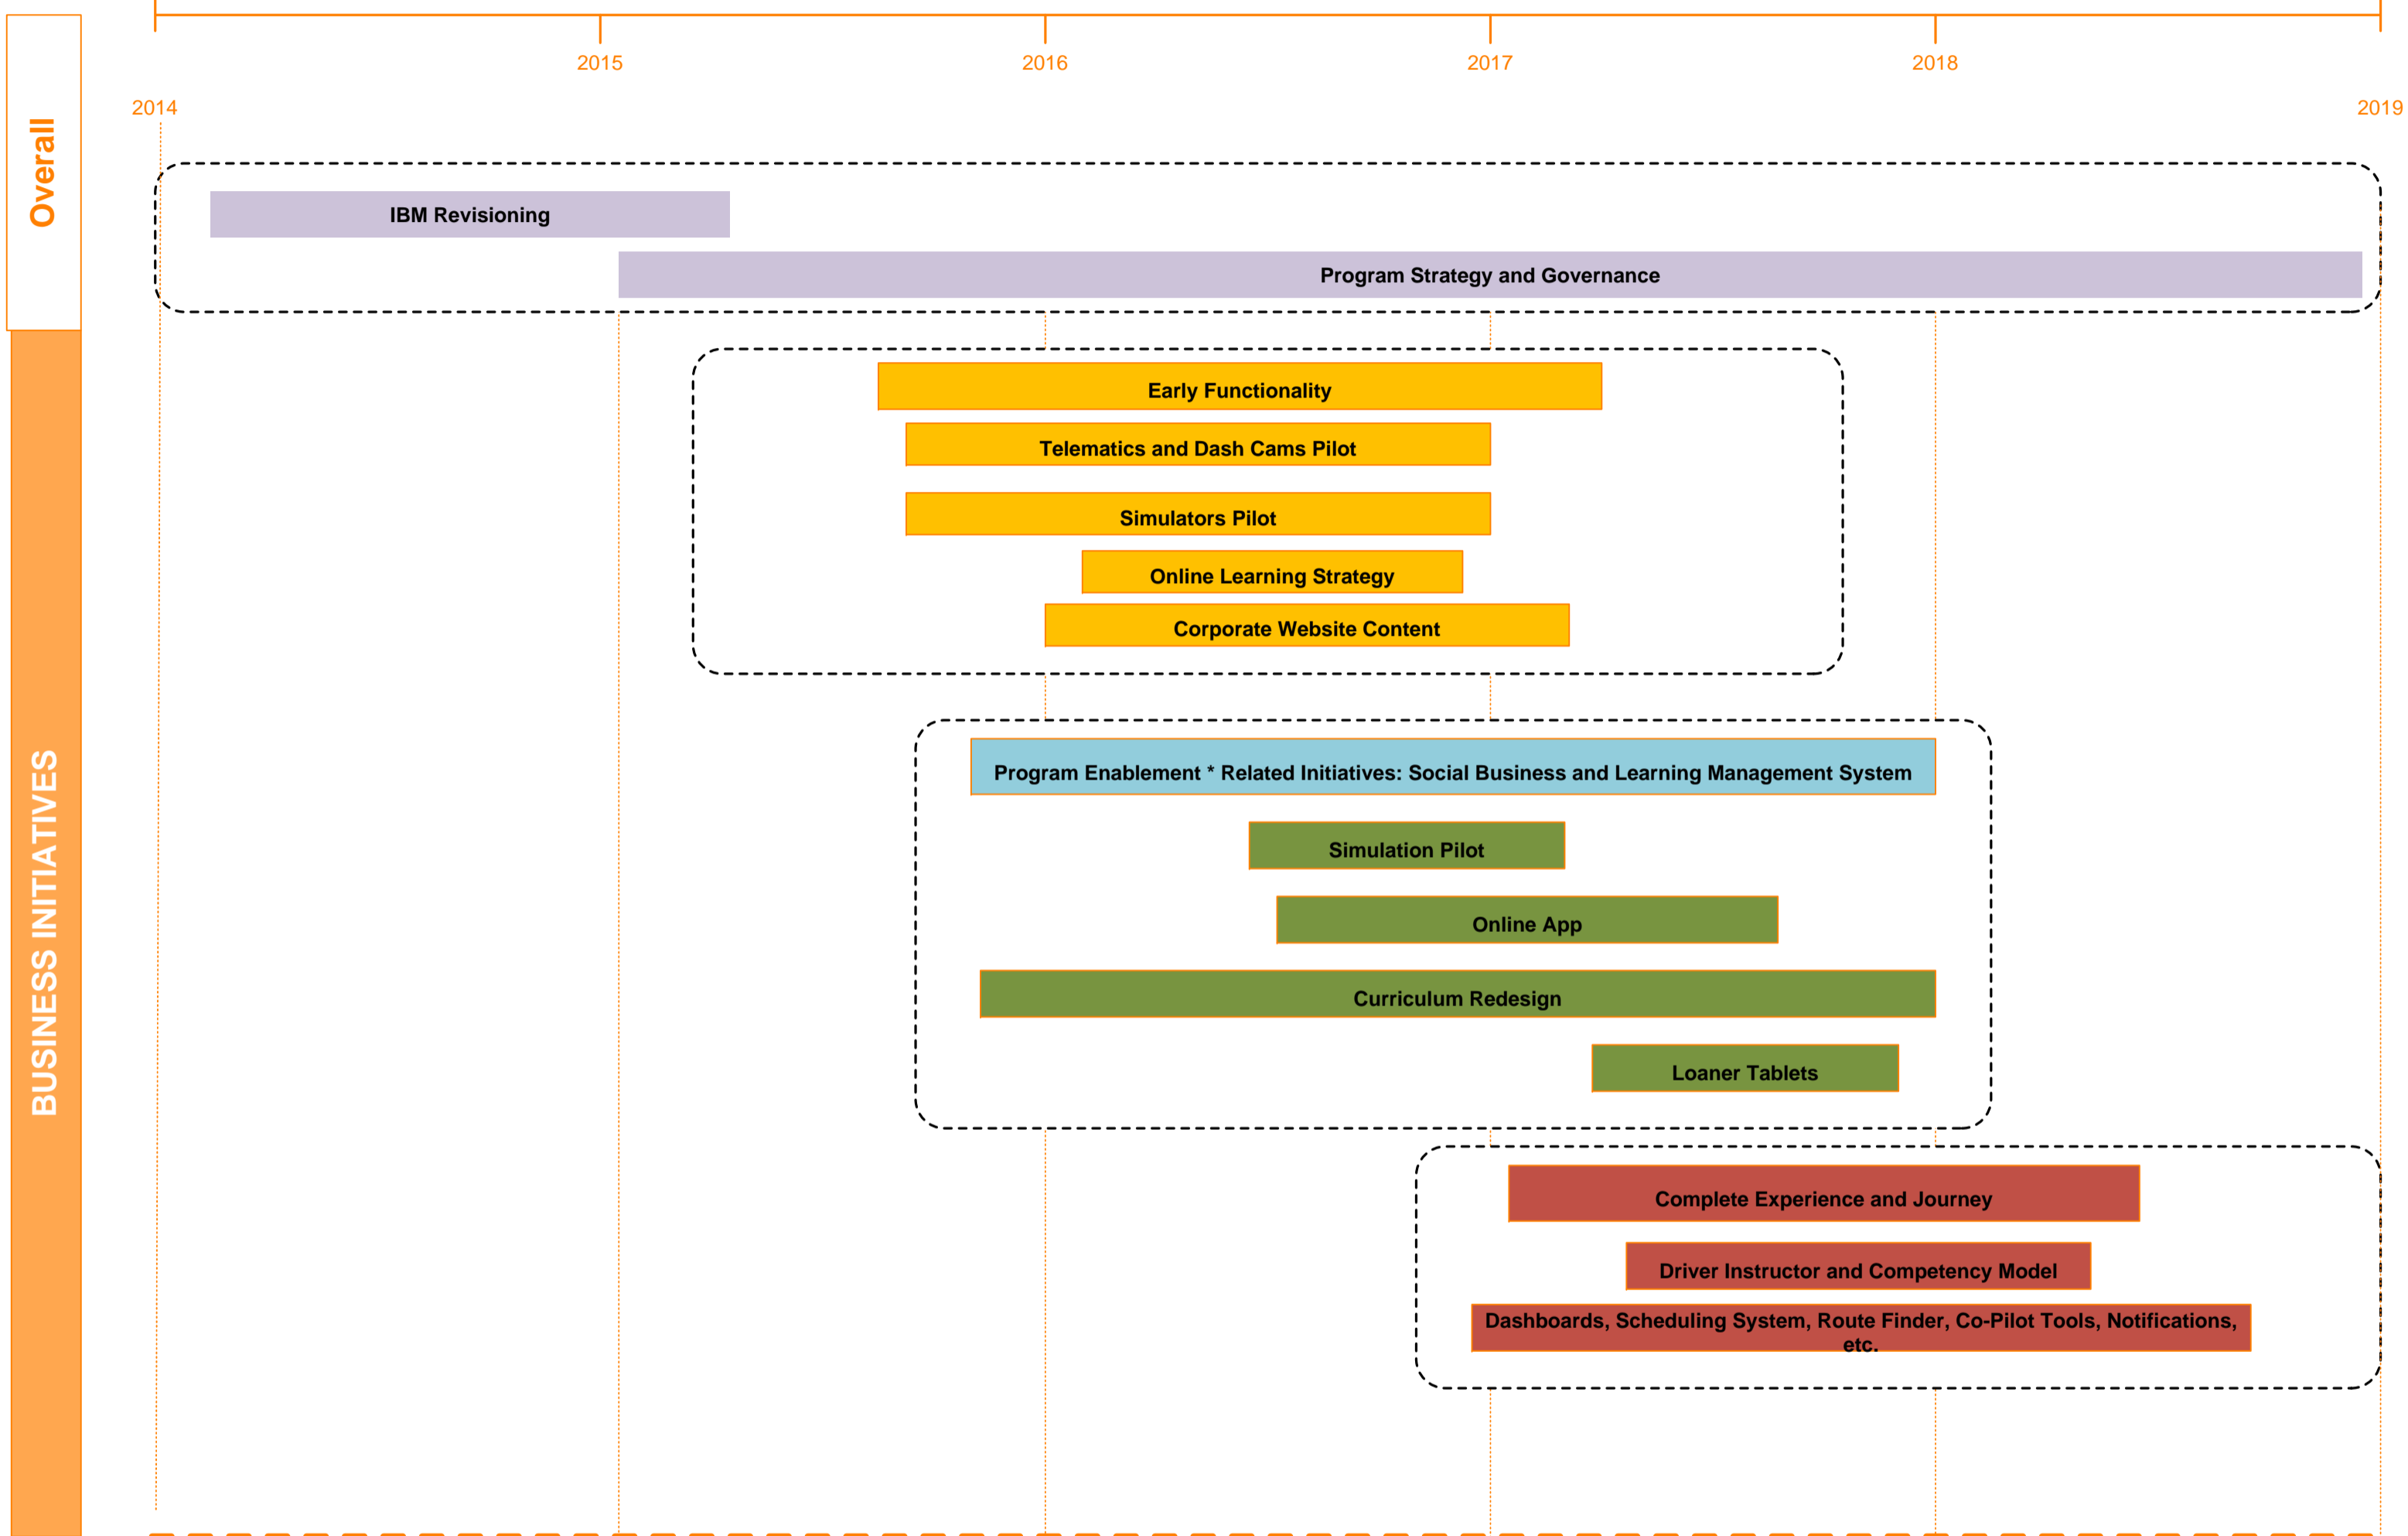 2015
2016
2017
2018
2014
2019
Overall
IBM Revisioning
Program Strategy and Governance
BUSINESS INITIATIVES
Early Functionality
Telematics and Dash Cams Pilot
Simulators Pilot
Online Learning Strategy
Corporate Website Content
Program Enablement * Related Initiatives: Social Business and Learning Management System
Simulation Pilot
Online App
Curriculum Redesign
Loaner Tablets
Complete Experience and Journey
Driver Instructor and Competency Model
Dashboards, Scheduling System, Route Finder, Co-Pilot Tools, Notifications,
etc.